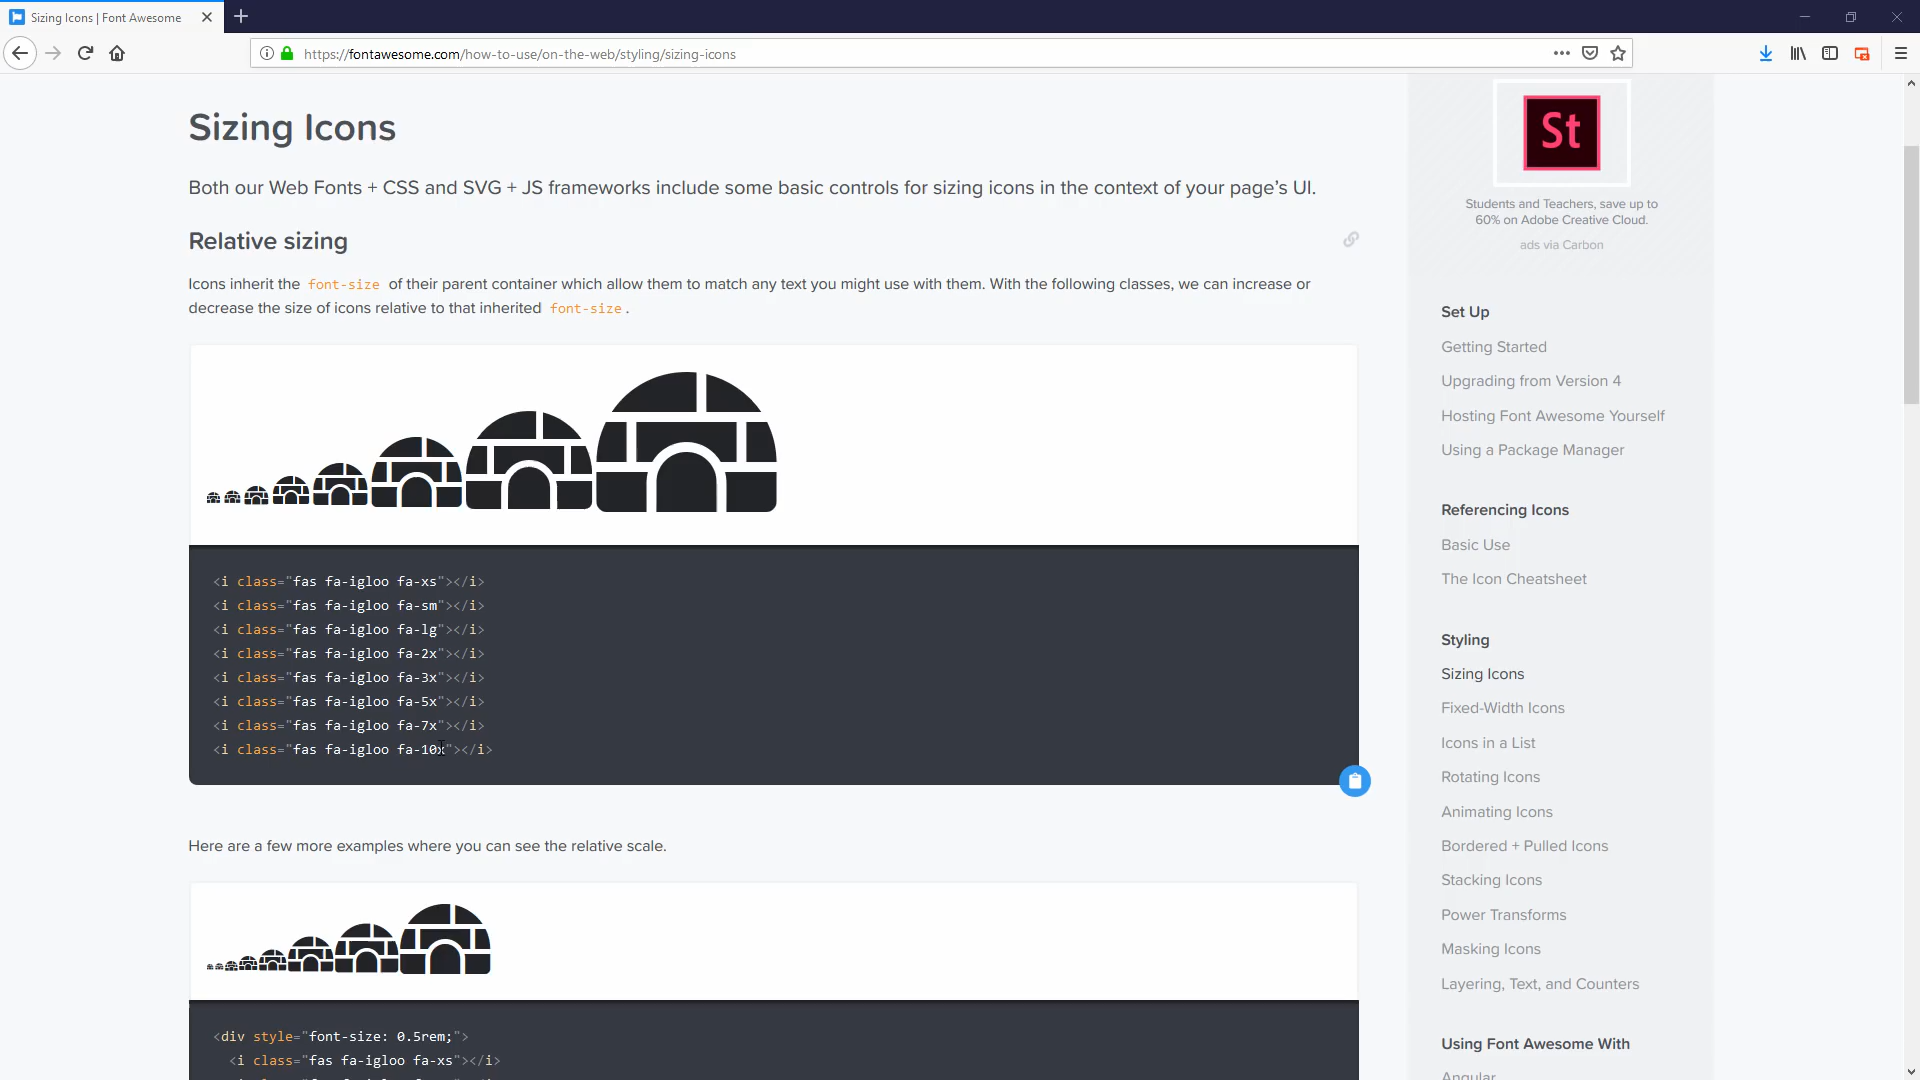 Sizing Icons | Font Awesome
https://fontawesome.com/how-to-use/on-the-web/styling/sizing-icons
Sizing Icons
Both our Web Fonts + CSS and SVG + JS frameworks include some basic controls for sizing icons in the context of your page’s UI.
Relative sizing
Icons inherit the font-size of their parent container which allow them to match any text you might use with them. With the following classes, we can increase or
decrease the size of icons relative to that inherited font-size.
<i class="fas fa-igloo fa-xs"></i>
<i class="fas fa-igloo fa-sm"></i>
<i class="fas fa-igloo fa-lg"></i>
<i class="fas fa-igloo fa-2x"></i>
<i class="fas fa-igloo fa-3x"></i>
<i class="fas fa-igloo fa-5x"></i>
<i class="fas fa-igloo fa-7x"></i>
<i class="fas fa-igloo fa-10x"></i>
Here are a few more examples where you can see the relative scale.
<div style="font-size: 0.5rem;">
<i class="fas fa-igloo fa-xs"></i>
St
Students and Teachers, save up to
60% on Adobe Creative Cloud.
ads via Carbon
Set Up
Getting Started
Upgrading from Version 4
Hosting Font Awesome Yourself
Using a Package Manager
Referencing Icons
Basic Use
The Icon Cheatsheet
Styling
Sizing Icons
Fixed-Width Icons
Icons in a List
Rotating Icons
Animating Icons
Bordered + Pulled Icons
Stacking Icons
Power Transforms
Masking Icons
Layering, Text, and Counters
Using Font Awesome With
Angular